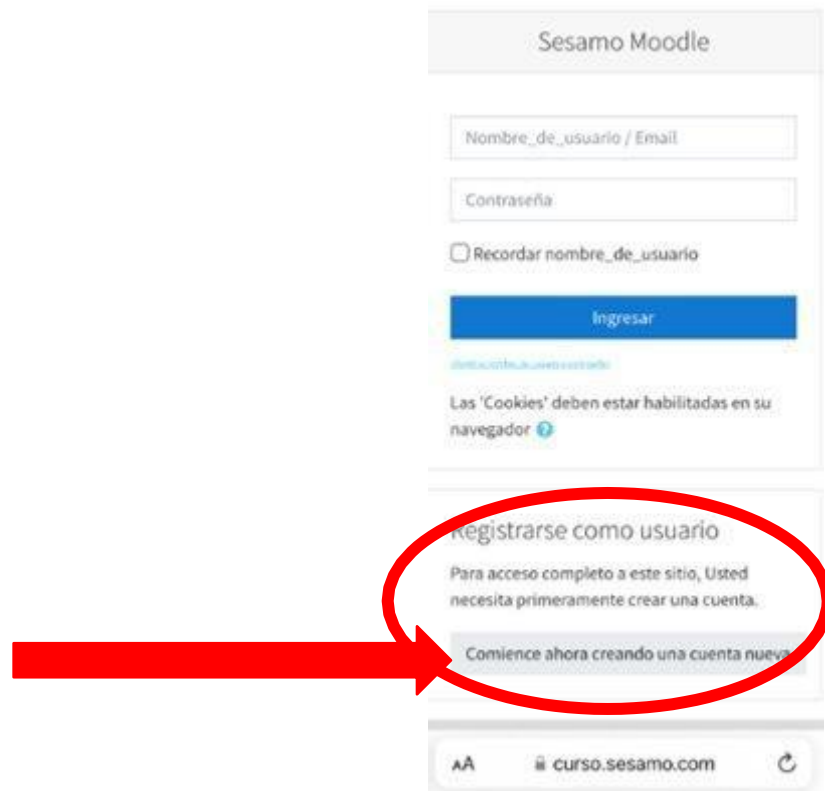 Sesamo Moodle
Nombre_de_usuario / Email
Contraseña
Recordar nombre_de_usuario
Ingresar
Las 'Cookies' deben estar habilitadas en su
navegador
Registrarse como usuario
Para acceso completo a este sitio, Usted
necesita primeramente crear una cuenta.
Comience ahora creando una cuenta nueva
AA curso.sesamo.com